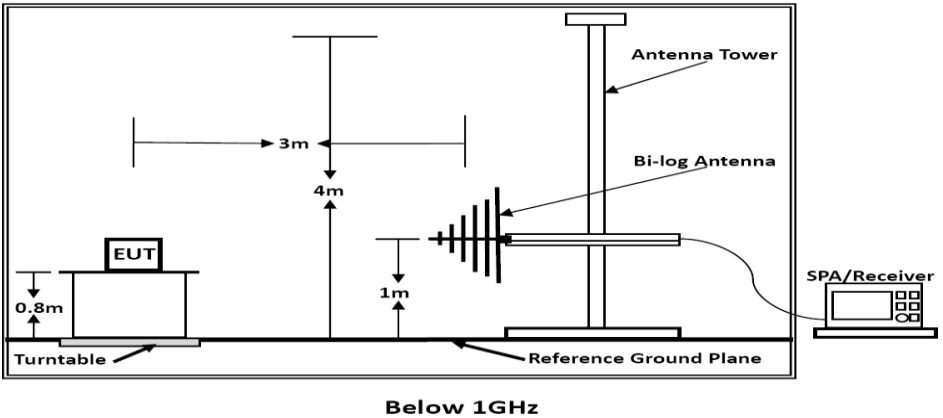 Antenna Tower
3m
Bi-log Antenna
4m
EUT
SPA/Receiver
0.8m
1m
Turntable
Reference Ground Plane
Below 1GHz